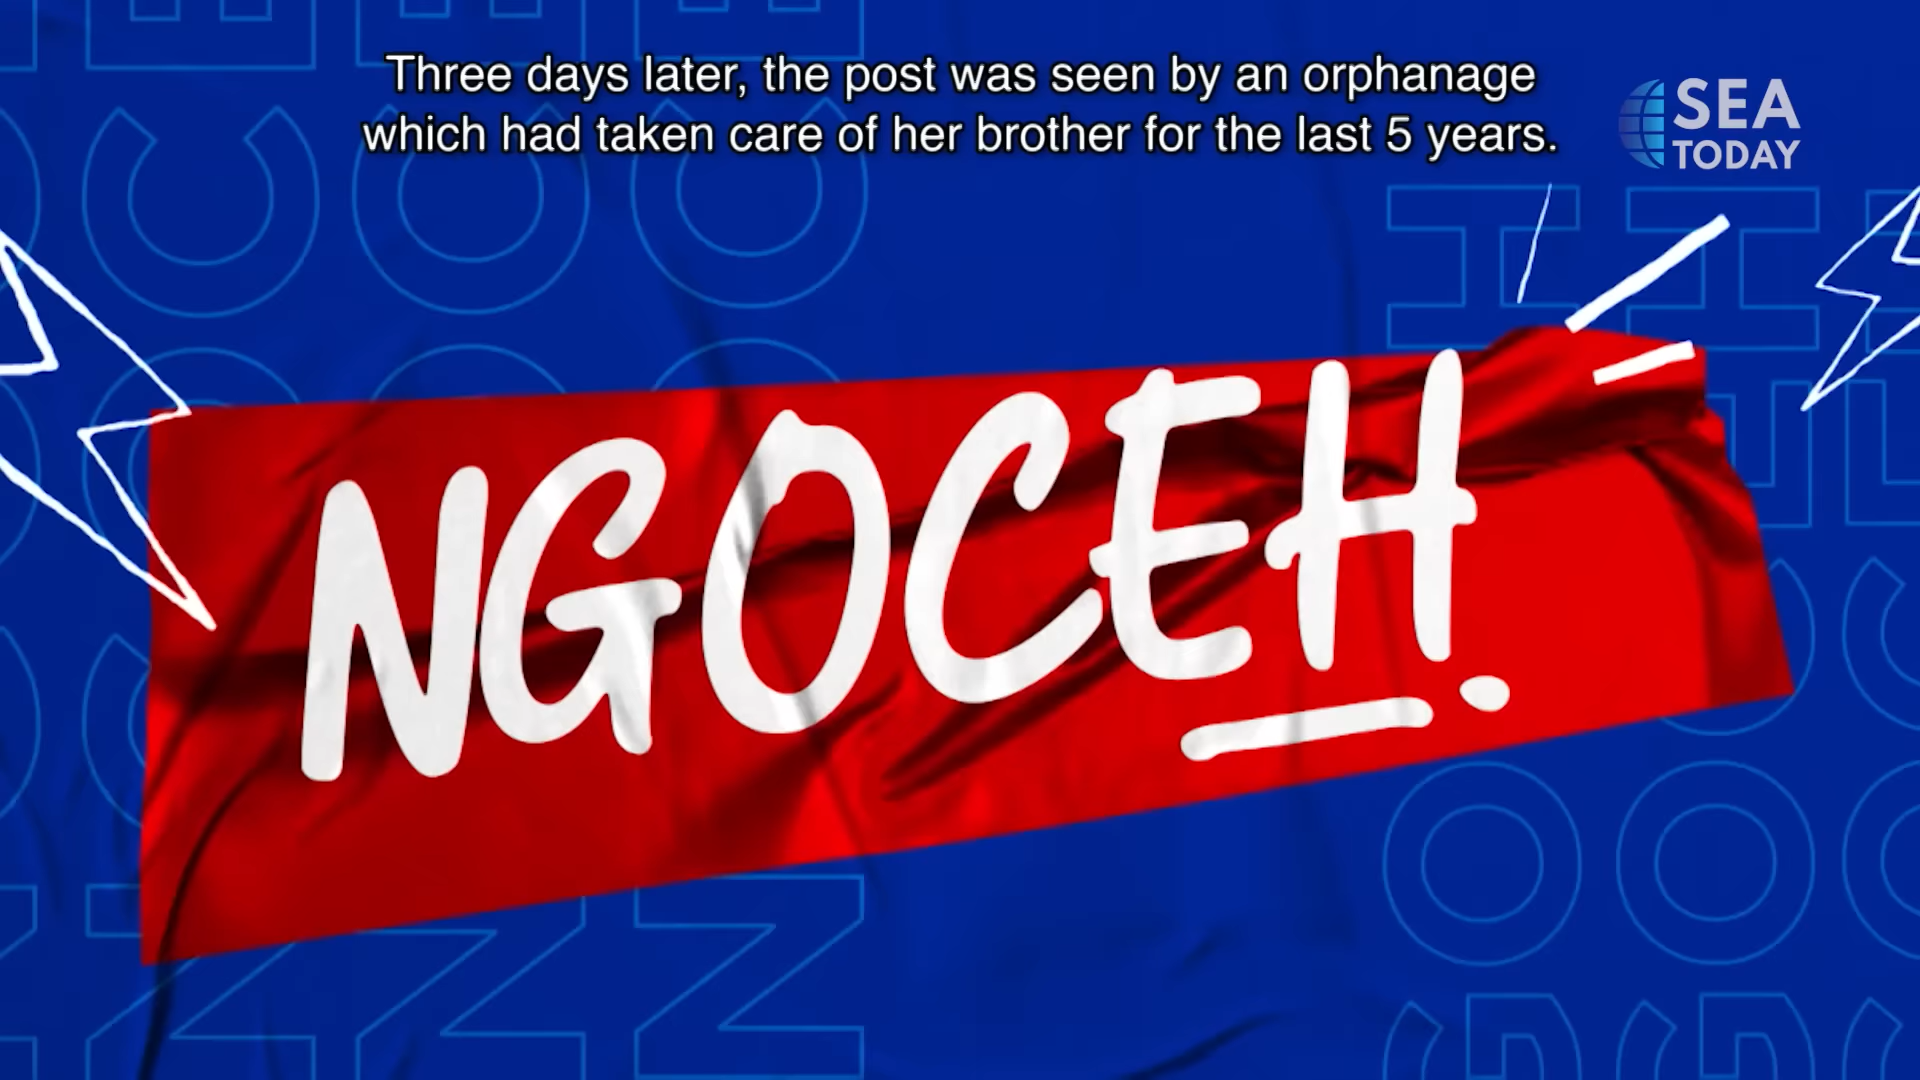 Three days later, the post was seen by an orphanage
which had taken care of her brother for the last 5 years.
SEA
TODAY
NGOCEH